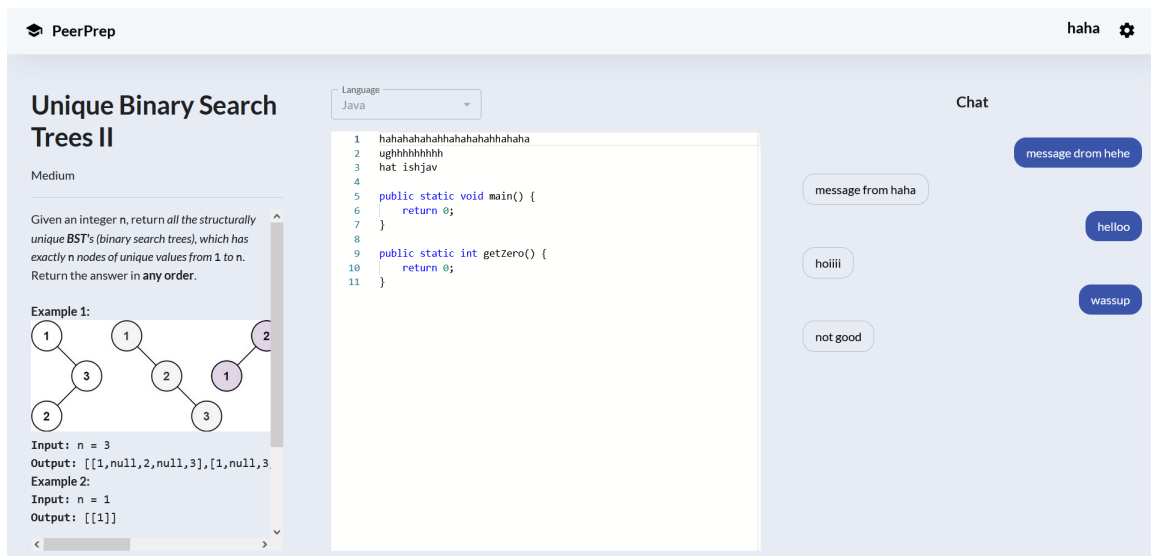 PeerPrep
haha
Unique Binary Search
Trees II
Medium
Given an integer n, return all the structurally
unique BST's (binary search trees), which has
exactly n nodes of unique values from 1 to n.
Return the answer in any order.
Example 1:
1 1 2
3 2 1
2 3
Input: n = 3
Output: [[1,null,2,null,3],[1,null,3,
Example 2:
Input: n = 1
Output: [[1]]
Language
Java
1 hahahahahahhahahahahhahaha
2 ughhhhhhhhh
3 hat ishjav
4
5 public static void main() {
6     return 0;
7 }
8
9 public static int getZero() {
10     return 0;
11 }
Chat
message drom hehe
message from haha
helloo
hoiiii
wassup
not good